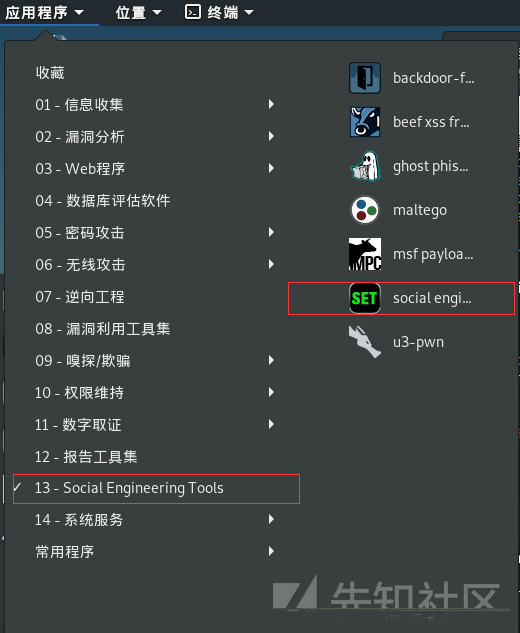 应用程序 位置 终端
收藏
01 - 信息收集
02 - 漏洞分析
03 - Web程序
04 - 数据库评估软件
05 - 密码攻击
06 - 无线攻击
07 - 逆向工程
08 - 漏洞利用工具集
09 - 嗅探/欺骗
10 - 权限维持
11 - 数字取证
12 - 报告工具集
✓ 13 - Social Engineering Tools
14 - 系统服务
常用程序
backdoor-f...
beef xss fr...
ghost phis...
maltego
MPC
msf payloa...
SET
social engi...
u3-pwn
先知社区